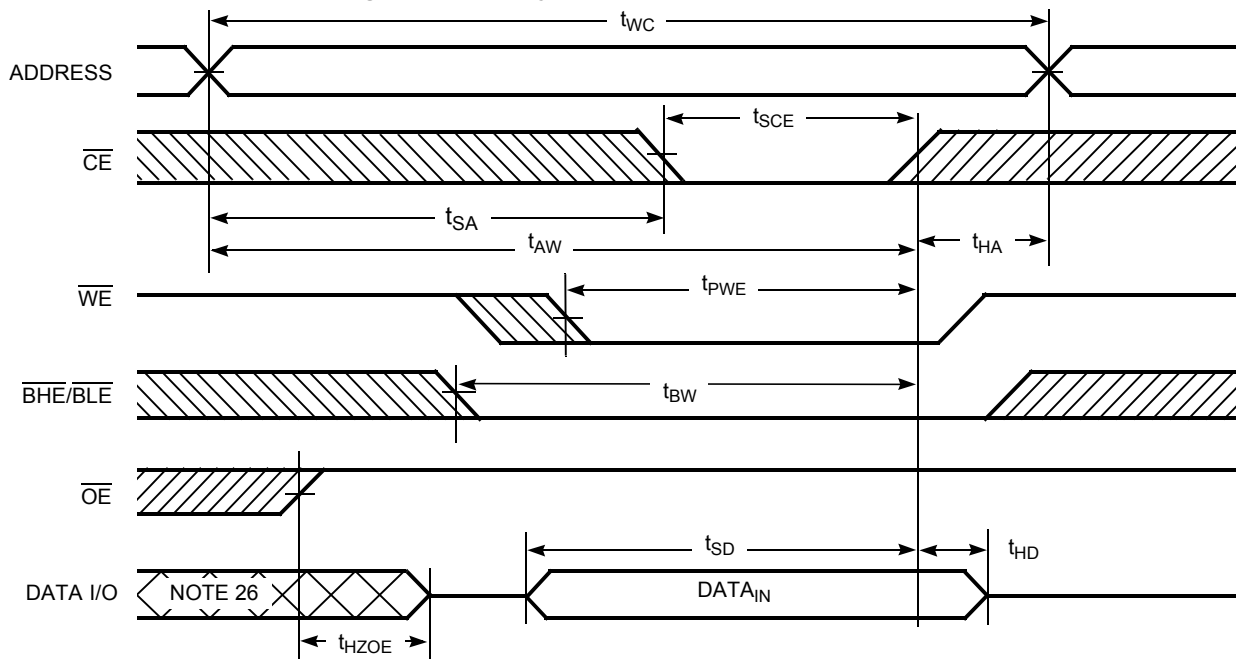 tWC
ADDRESS
tSCE
CE
tSA
tAW
tHA
WE
tPWE
BHE/BLE
tBW
OE
tSD
tHD
DATA I/O
NOTE 26
DATAIN
tHZOE